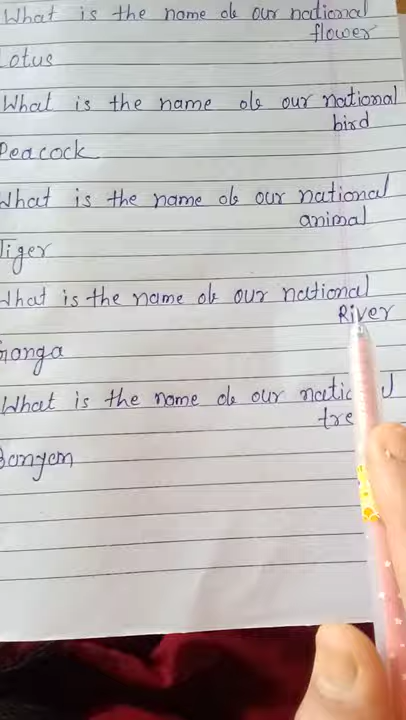 What is the name of our national
flower
Lotus
What is the name of our national
bird
Peacock
What is the name of our national
animal
Tiger
What is the name of our national
River
Ganga
What is the name of our national
tre
Banyan